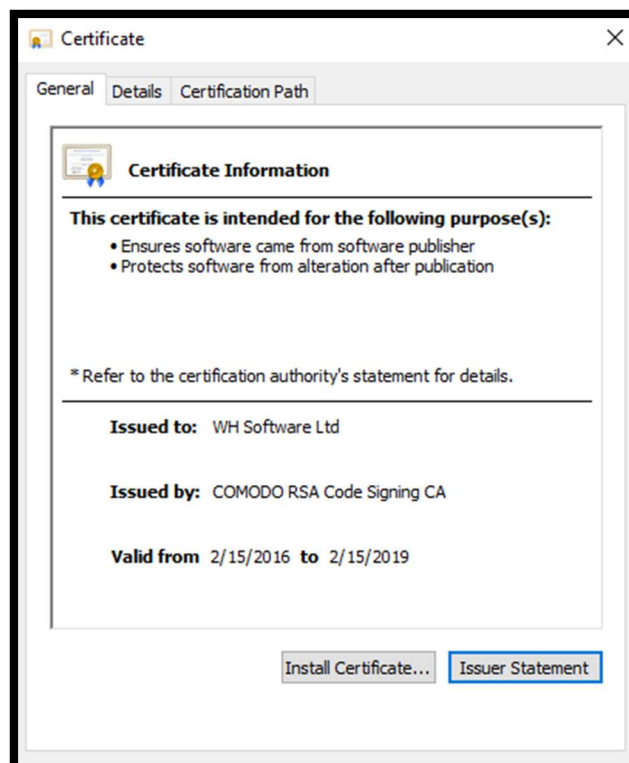 Certificate
General Details Certification Path
Certificate Information
This certificate is intended for the following purpose(s):
• Ensures software came from software publisher
• Protects software from alteration after publication
* Refer to the certification authority's statement for details.
Issued to: WH Software Ltd
Issued by: COMODO RSA Code Signing CA
Valid from 2/15/2016 to 2/15/2019
Install Certificate... Issuer Statement